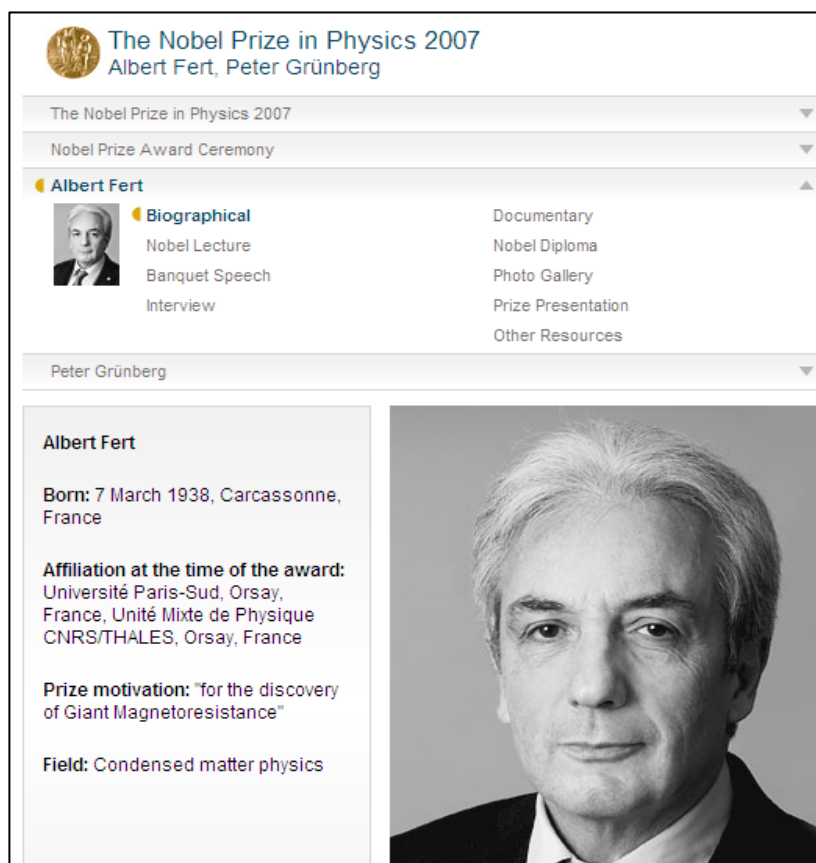 The Nobel Prize in Physics 2007
Albert Fert, Peter Grünberg
The Nobel Prize in Physics 2007
Nobel Prize Award Ceremony
Albert Fert
Biographical
Nobel Lecture
Banquet Speech
Interview
Documentary
Nobel Diploma
Photo Gallery
Prize Presentation
Other Resources
Peter Grünberg
Albert Fert
Born: 7 March 1938, Carcassonne,
France
Affiliation at the time of the award:
Université Paris-Sud, Orsay,
France, Unité Mixte de Physique
CNRS/THALES, Orsay, France
Prize motivation: "for the discovery
of Giant Magnetoresistance"
Field: Condensed matter physics